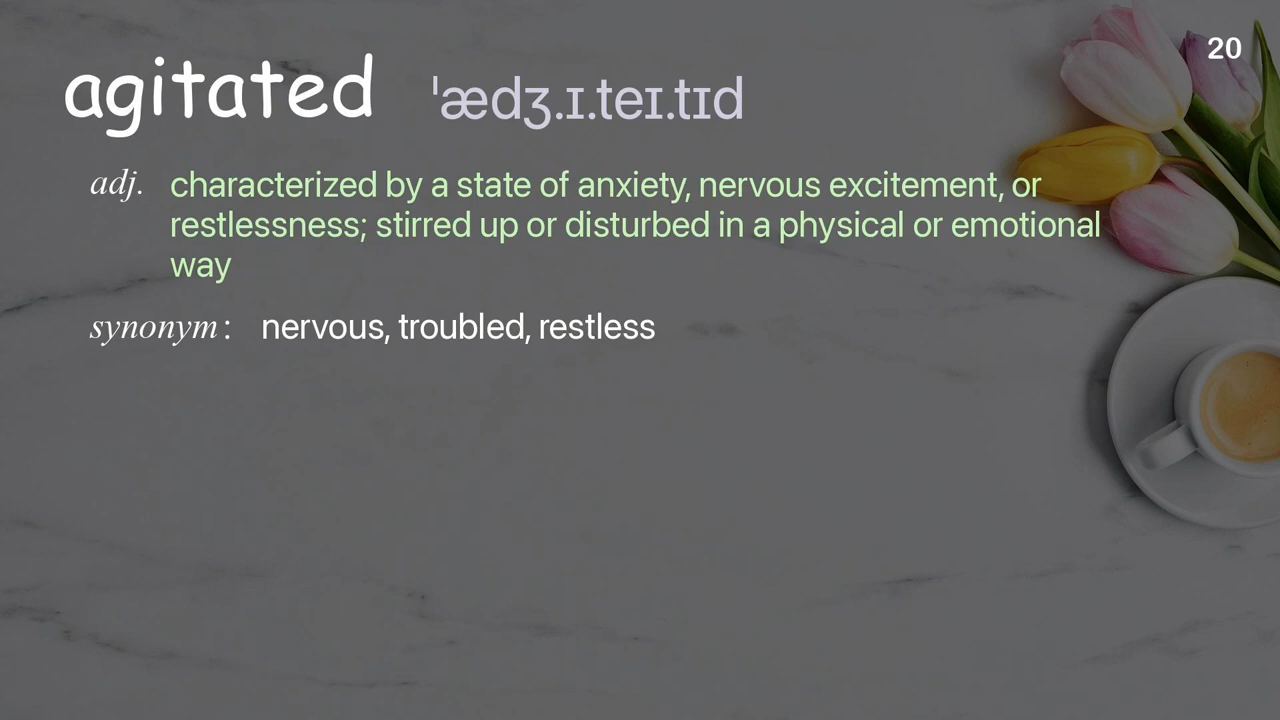 20
agitated ˈædʒ.ɪ.teɪ.tɪd
adj. characterized by a state of anxiety, nervous excitement, or
restlessness; stirred up or disturbed in a physical or emotional
way
synonym: nervous, troubled, restless